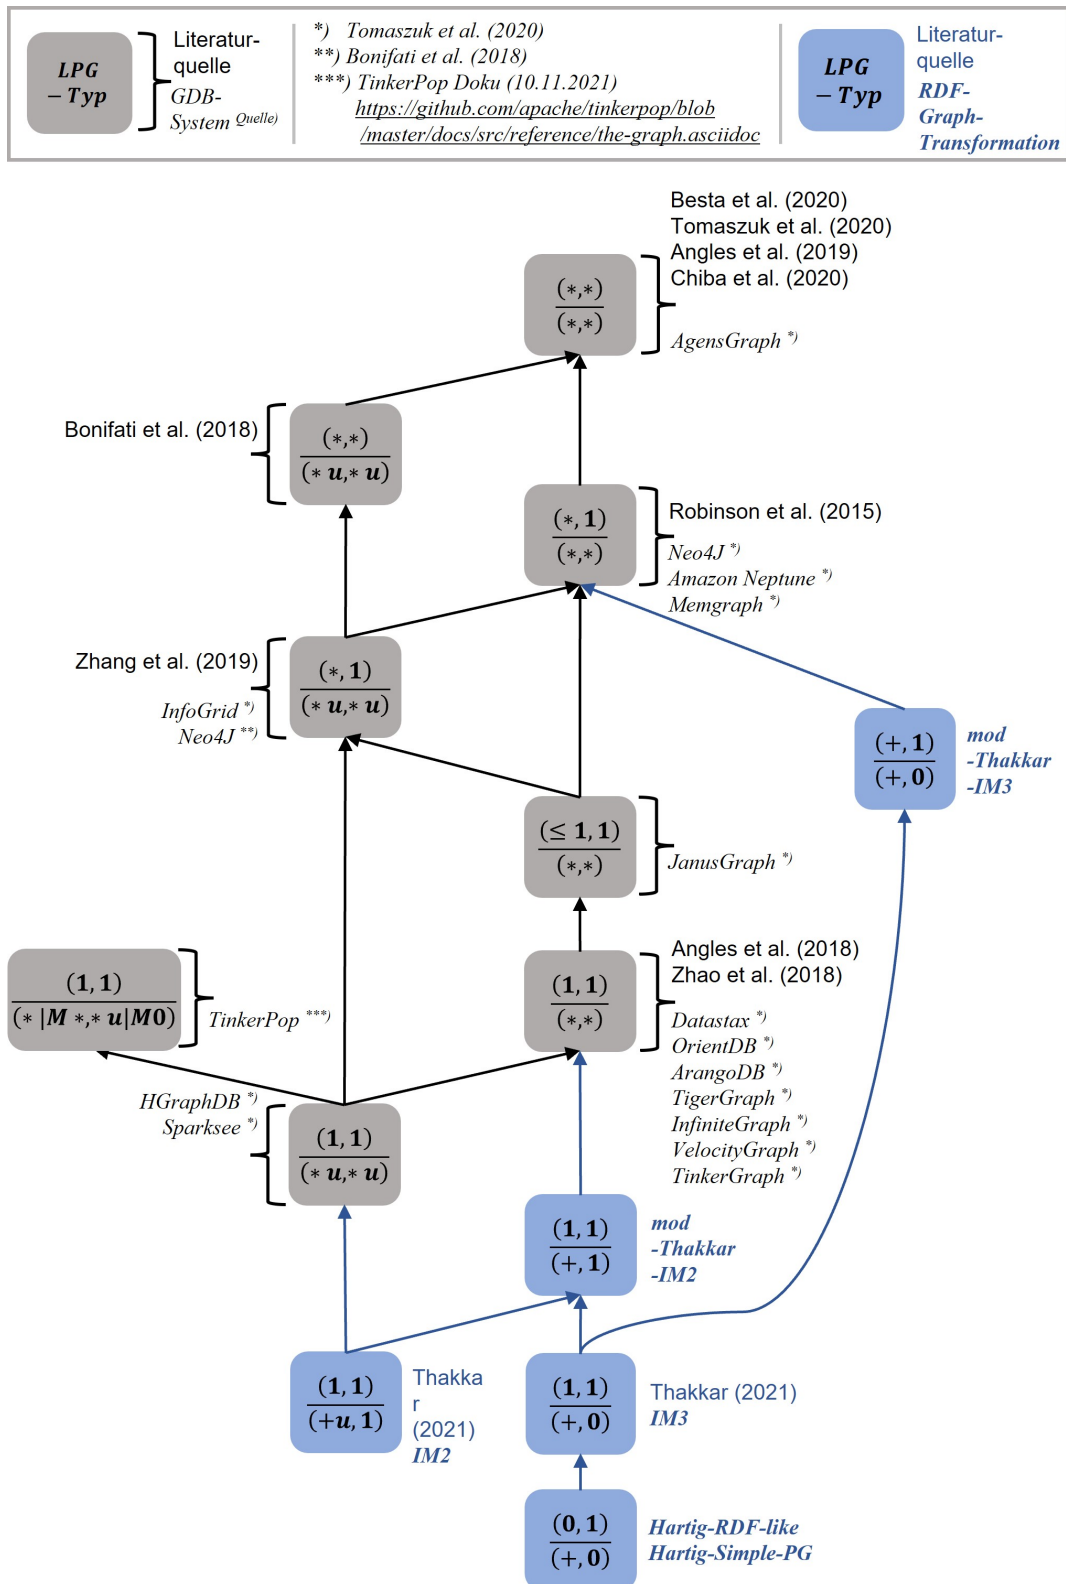 LPG
– Typ
Literatur-
quelle
GDB-
System Quelle)
*) Tomaszuk et al. (2020)
**) Bonifati et al. (2018)
***) TinkerPop Doku (10.11.2021)
https://github.com/apache/tinkerpop/blob
/master/docs/src/reference/the-graph.asciidoc
LPG
– Typ
Literatur-
quelle
RDF-
Graph-
Transformation
Besta et al. (2020)
Tomaszuk et al. (2020)
Angles et al. (2019)
Chiba et al. (2020)
(*,*)
(*,*)
AgensGraph *)
Bonifati et al. (2018)
(*,*)
(* u,* u)
(*, 1)
(*,*)
Robinson et al. (2015)
Neo4J *)
Amazon Neptune *)
Memgraph *)
Zhang et al. (2019)
InfoGrid *)
Neo4J **)
(*, 1)
(* u,* u)
(+, 1)
(+, 0)
mod
-Thakkar
-IM3
(≤ 1, 1)
(*,*)
JanusGraph *)
(1, 1)
(* |M *,* u|M0)
TinkerPop ***)
(1, 1)
(*,*)
Angles et al. (2018)
Zhao et al. (2018)
Datastax *)
OrientDB *)
ArangoDB *)
TigerGraph *)
InfiniteGraph *)
VelocityGraph *)
TinkerGraph *)
HGraphDB *)
Sparksee *)
(1, 1)
(* u,* u)
(1, 1)
(+, 1)
mod
-Thakkar
-IM2
(1, 1)
(+u, 1)
Thakka
r
(2021)
IM2
(1, 1)
(+, 0)
Thakkar (2021)
IM3
(0, 1)
(+, 0)
Hartig-RDF-like
Hartig-Simple-PG